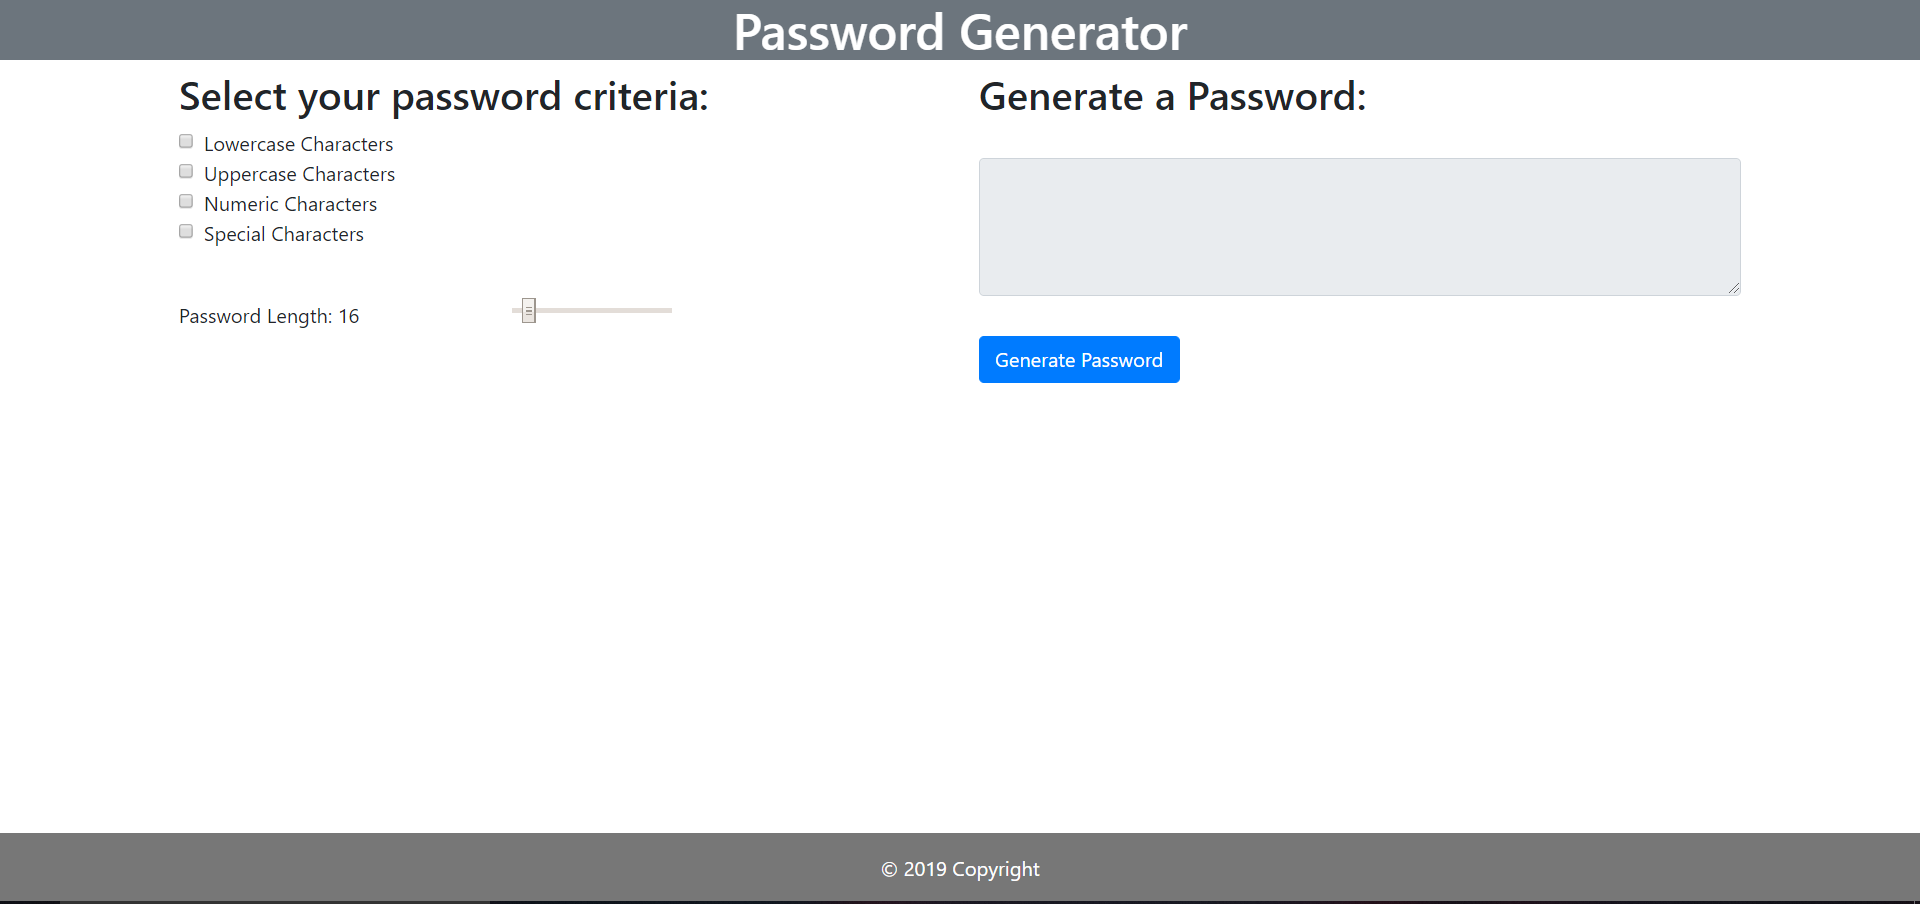 Password Generator
Select your password criteria:
Lowercase Characters
Uppercase Characters
Numeric Characters
Special Characters
Password Length: 16
Generate a Password:
Generate Password
© 2019 Copyright